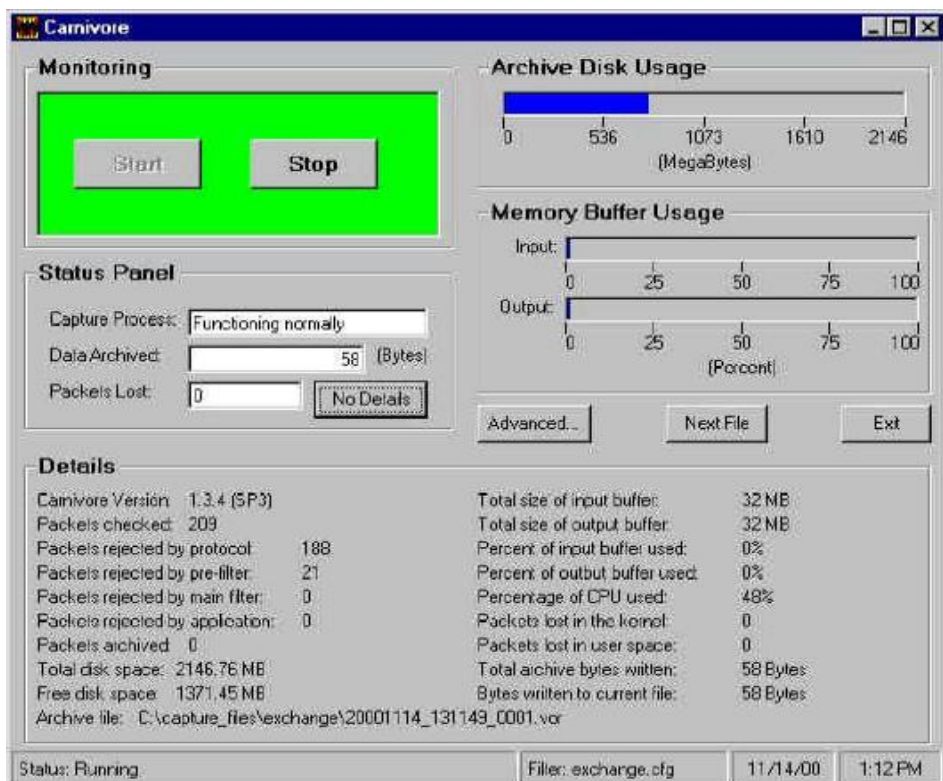 Carnivore
Monitoring
Start
Stop
Status Panel
Capture Process: Functioning normally
Data Archived: 58 (Bytes)
Packets Lost: 0
No Details
Archive Disk Usage
0 536 1073 1610 2146
(MegaBytes)
Memory Buffer Usage
Input:
0 25 50 75 100
Output:
0 25 50 75 100
(Percent)
Advanced...
Next File
Exit
Details
Carnivore Version: 1.3.4 (SP3)
Packets checked: 209
Packets rejected by protocol: 188
Packets rejected by pre-filter: 21
Packets rejected by main filter: 0
Packets rejected by application: 0
Packets archived: 0
Total disk space: 2146.76 MB
Free disk space: 1371.45 MB
Archive file: C:\capture_files\exchange\20001114_131149_0001.vor
Total size of input buffer: 32 MB
Total size of output buffer: 32 MB
Percent of input buffer used: 0%
Percent of output buffer used: 0%
Percentage of CPU used: 48%
Packets lost in the kernel: 0
Packets lost in user space: 0
Total archive bytes written: 58 Bytes
Bytes written to current file: 58 Bytes
Status: Running
Filter: exchange.cfg
11/14/00
1:12 PM